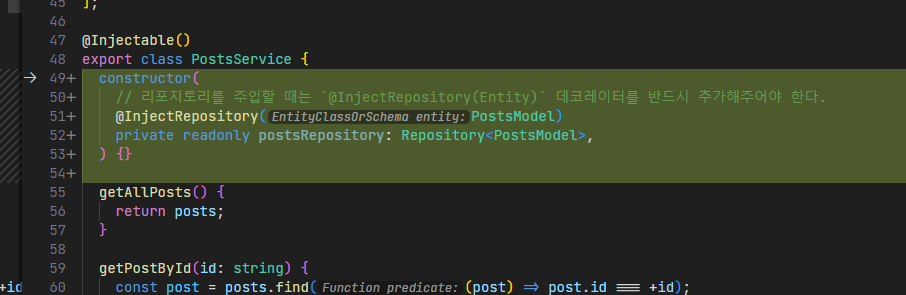 45 ];
46
47 @Injectable()
48 export class PostsService {
49+ constructor(
50+ // 리포지토리를 주입할 때는 `@InjectRepository(Entity)` 데코레이터를 반드시 추가해주어야 한다.
51+ @InjectRepository(EntityClassOrSchema entity: PostsModel)
52+ private readonly postsRepository: Repository<PostsModel>,
53+ ) {}
54+
55 getAllPosts() {
56 return posts;
57 }
58
59 getPostById(id: string) {
+id 60 const post = posts.find(Function predicate: (post) => post.id === +id);